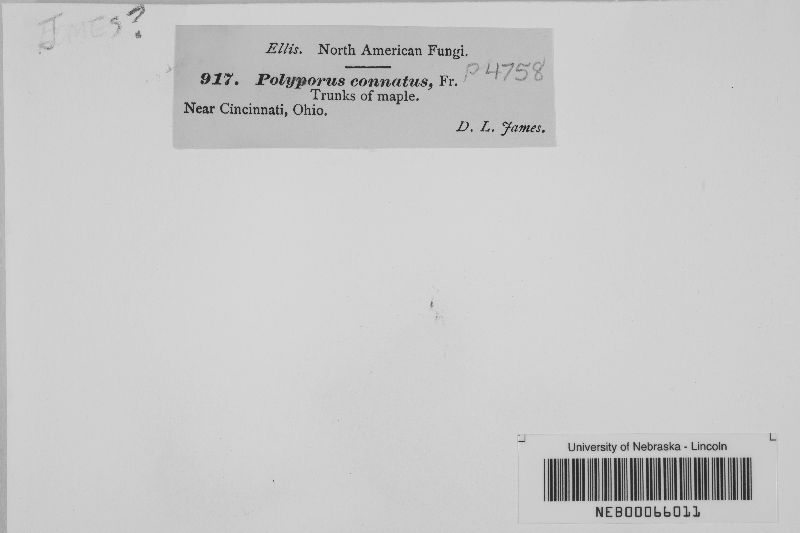 James?
Ellis. North American Fungi.
917. Polyporus connatus, Fr. P4758
Trunks of maple.
Near Cincinnati, Ohio.
D. L. James.
University of Nebraska - Lincoln
NEB00066011